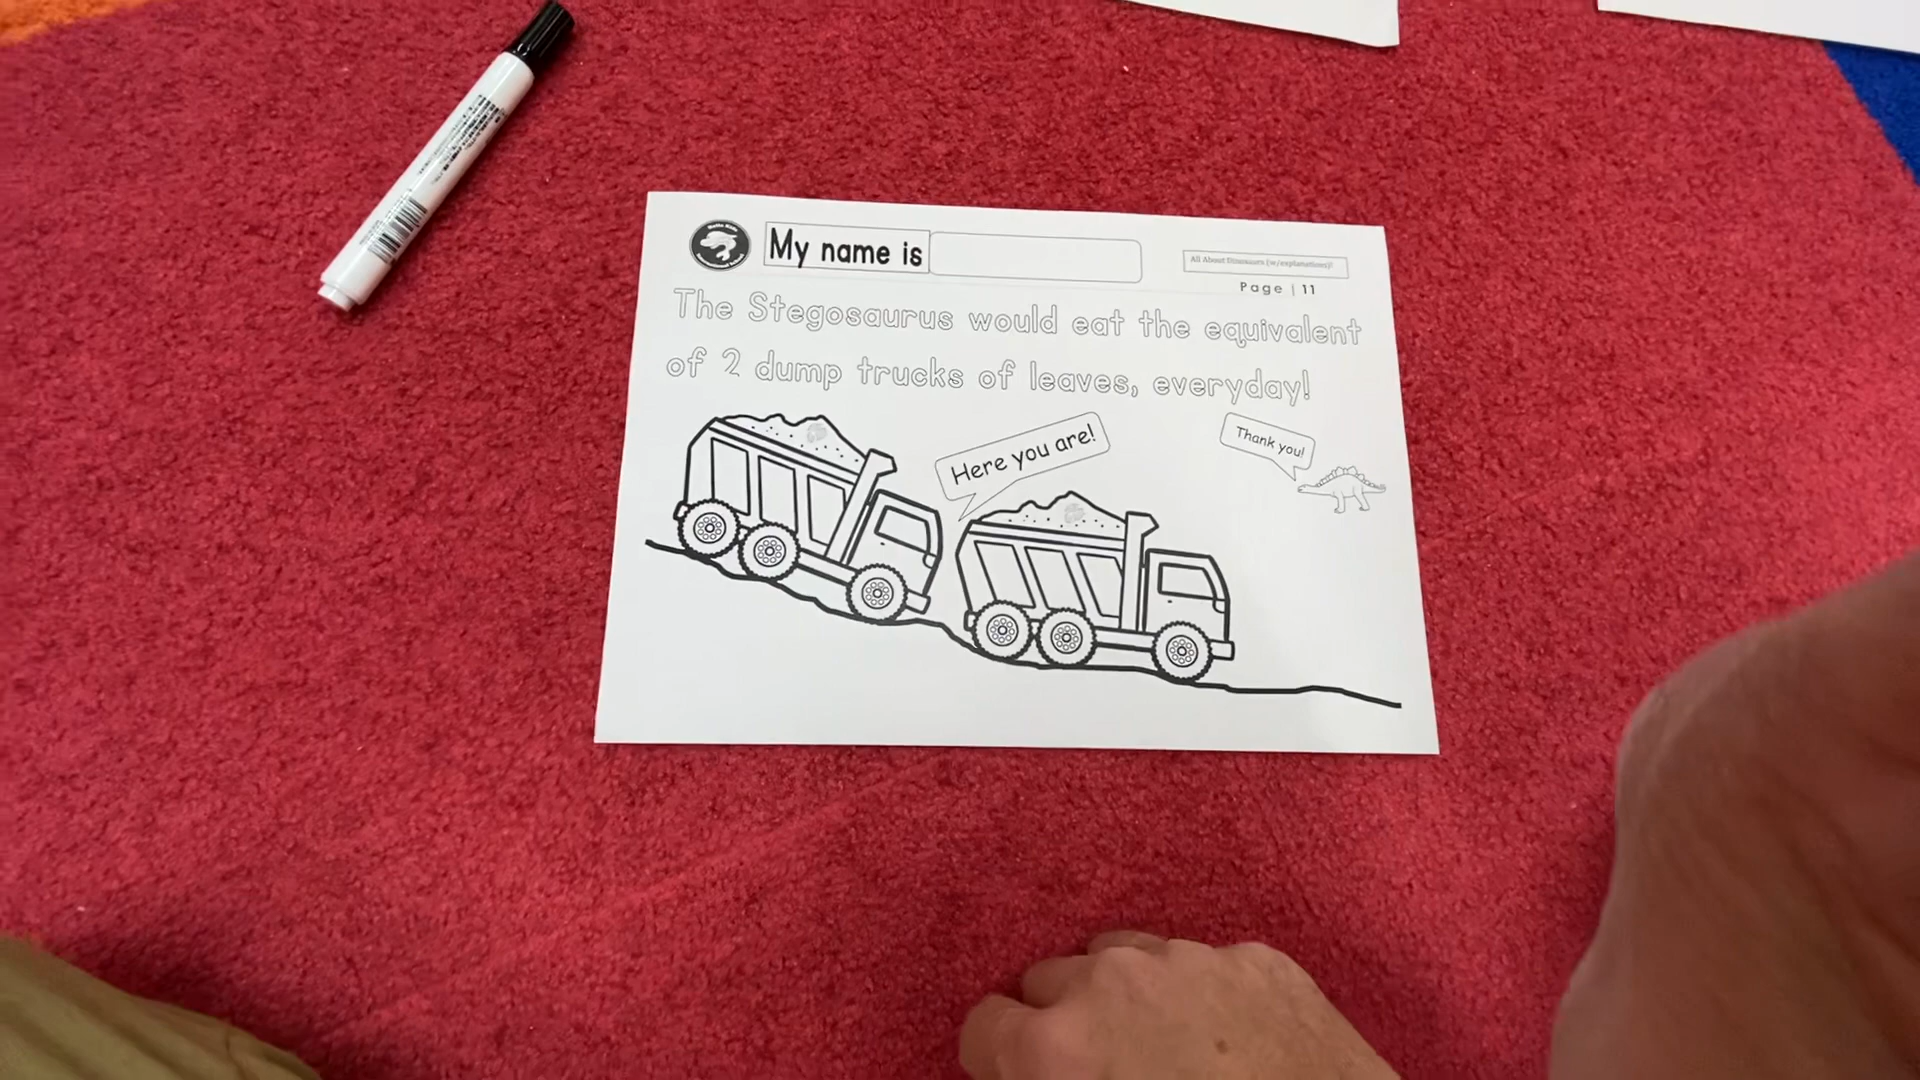 My name is
All About Dinosaurs (w/explanations)!
Page | 11
The Stegosaurus would eat the equivalent
of 2 dump trucks of leaves, everyday!
Here you are!
Thank you!